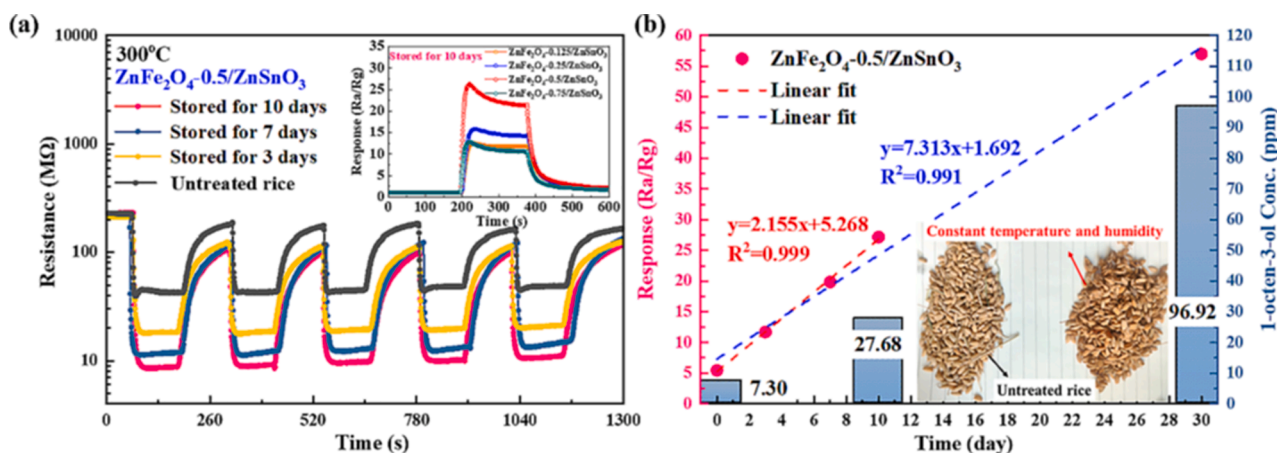 (a)
10000
1000
100
10
Resistance (MΩ)
300°C
ZnFe₂O₄-0.5/ZnSnO₃
Stored for 10 days
Stored for 7 days
Stored for 3 days
Untreated rice
0
260
520
780
1040
1300
Time (s)
35
30
25
20
15
10
5
0
Response (Ra/Rg)
Stored for 10 days
ZnFe₂O₄-0.125/ZnSnO₃
ZnFe₂O₄-0.25/ZnSnO₃
ZnFe₂O₄-0.5/ZnSnO₃
ZnFe₂O₄-0.75/ZnSnO₃
0
100
200
300
400
500
600
Time (s)
(b)
60
55
50
45
40
35
30
25
20
15
10
5
0
Response (Ra/Rg)
ZnFe₂O₄-0.5/ZnSnO₃
Linear fit
Linear fit
y=7.313x+1.692
R²=0.991
y=2.155x+5.268
R²=0.999
Constant temperature and humidity
Untreated rice
7.30
27.68
96.92
0
2
4
6
8
10
12
14
16
18
20
22
24
26
28
30
Time (day)
120
110
100
90
80
70
60
50
40
30
20
10
0
1-octen-3-ol Conc. (ppm)